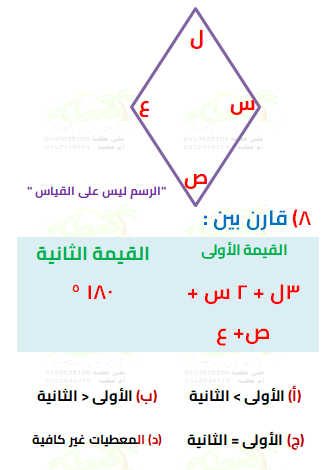 ل
ع
س
ص
"الرسم ليس على القياس"
٨) قارن بين :
القيمة الأولى
القيمة الثانية
٣ل + ٢ س +
ص+ ع
١٨٠ °
(أ) الأولى > الثانية
(ب) الأولى < الثانية
(ج) الأولى = الثانية
(د) المعطيات غير كافية